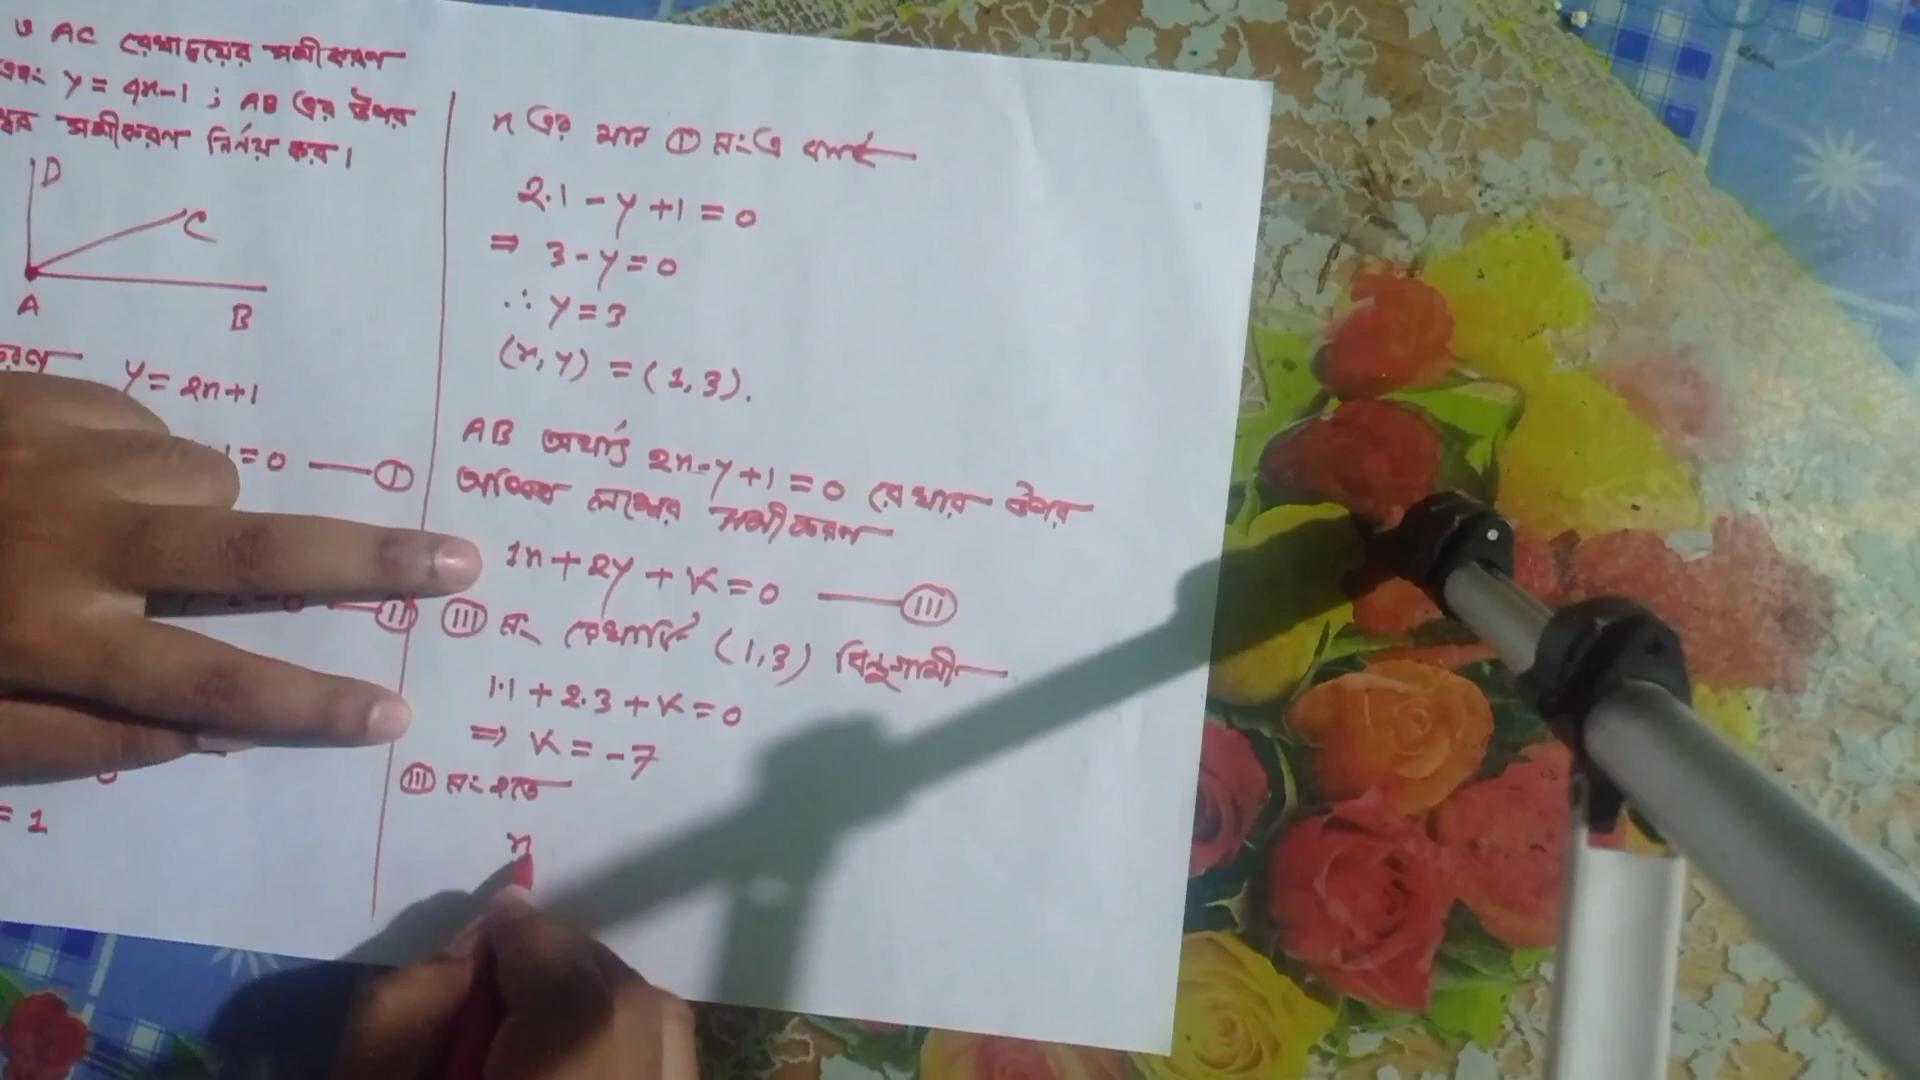 ও AC রেখাদ্বয়ের সমীকরণ
এবং y = 4x-1 ; AB এর উপর
সমীকরণ নির্ণয় কর।
D
C
A
B
y = 2x+1
1 = 0 —— I
II
= 1
x এর মান I নং এ বসাই
2.1 - y + 1 = 0
⇒ 3 - y = 0
∴ y = 3
(x, y) = (1, 3).
AB অর্থাৎ 2x - y + 1 = 0 রেখার উপর
অঙ্কিত লম্বের সমীকরণ
1x + 2y + K = 0 —— III
III নং রেখাটি (1,3) বিন্দুগামী
1.1 + 2.3 + K = 0
⇒ K = -7
III নং হতে
x